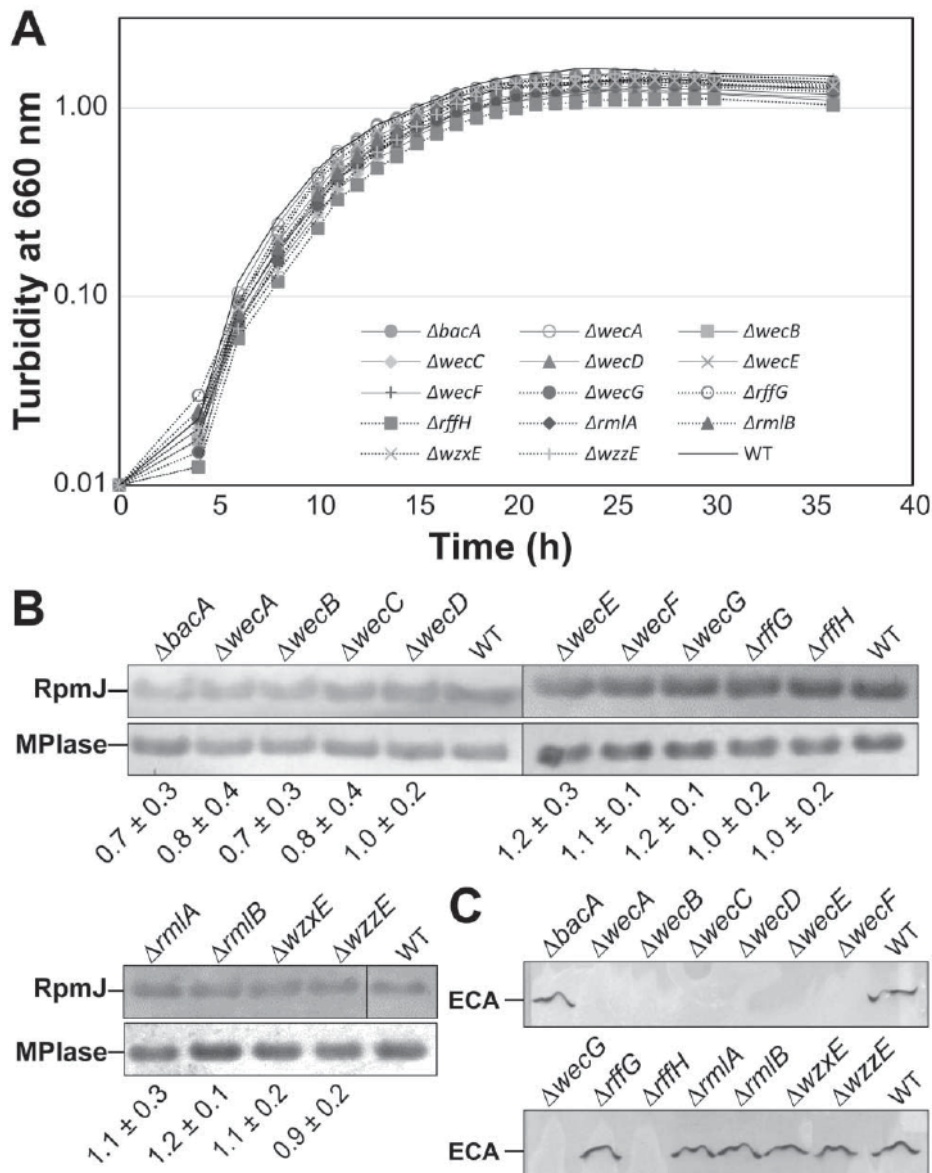 A
Turbidity at 660 nm
1.00
0.10
0.01
ΔbacA ΔwecA ΔwecB
ΔwecC ΔwecD ΔwecE
ΔwecF ΔwecG ΔrffG
ΔrffH ΔrmlA ΔrmlB
ΔwzxE ΔwzzE WT
0 5 10 15 20 25 30 35 40
Time (h)
B
ΔbacA ΔwecA ΔwecB ΔwecC ΔwecD WT ΔwecE ΔwecF ΔwecG ΔrffG ΔrffH WT
RpmJ
MPlase
0.7 ± 0.3 0.8 ± 0.4 0.7 ± 0.3 0.8 ± 0.4 1.0 ± 0.2 1.2 ± 0.3 1.1 ± 0.1 1.2 ± 0.1 1.0 ± 0.2 1.0 ± 0.2
ΔrmlA ΔrmlB ΔwzxE ΔwzzE WT
RpmJ
MPlase
1.1 ± 0.3 1.2 ± 0.1 1.1 ± 0.2 0.9 ± 0.2
C
ΔbacA ΔwecA ΔwecB ΔwecC ΔwecD ΔwecE ΔwecF WT
ECA
ΔwecG ΔrffG ΔrffH ΔrmlA ΔrmlB ΔwzxE ΔwzzE WT
ECA